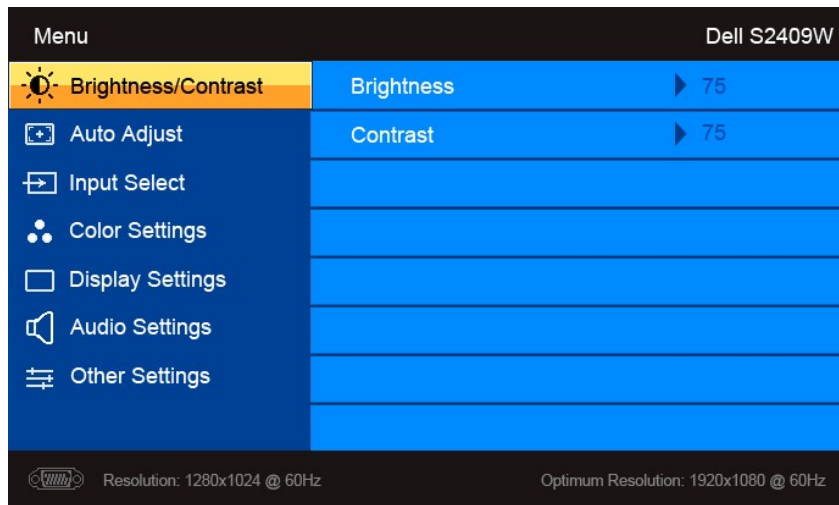 Menu
Dell S2409W
Brightness/Contrast
Brightness 75
Auto Adjust
Contrast 75
Input Select
Color Settings
Display Settings
Audio Settings
Other Settings
Resolution: 1280x1024 @ 60Hz
Optimum Resolution: 1920x1080 @ 60Hz